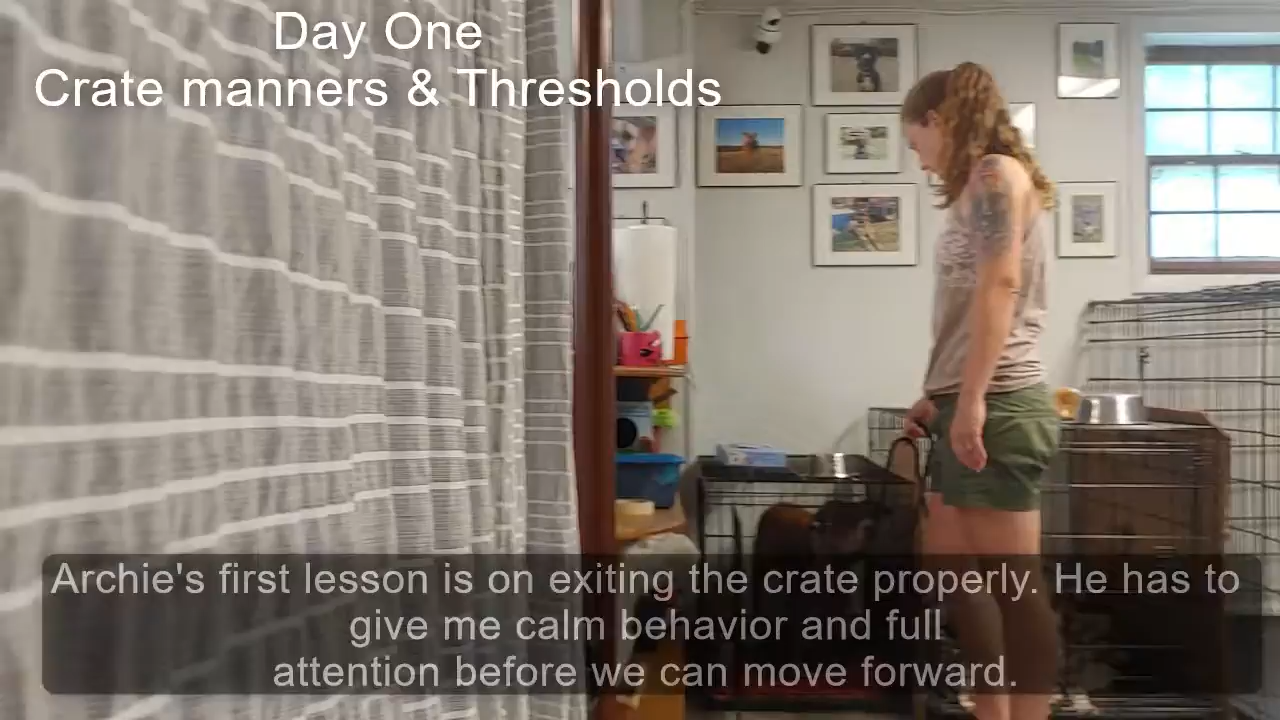 Day One
Crate manners & Thresholds
Archie's first lesson is on exiting the crate properly. He has to
give me calm behavior and full
attention before we can move forward.